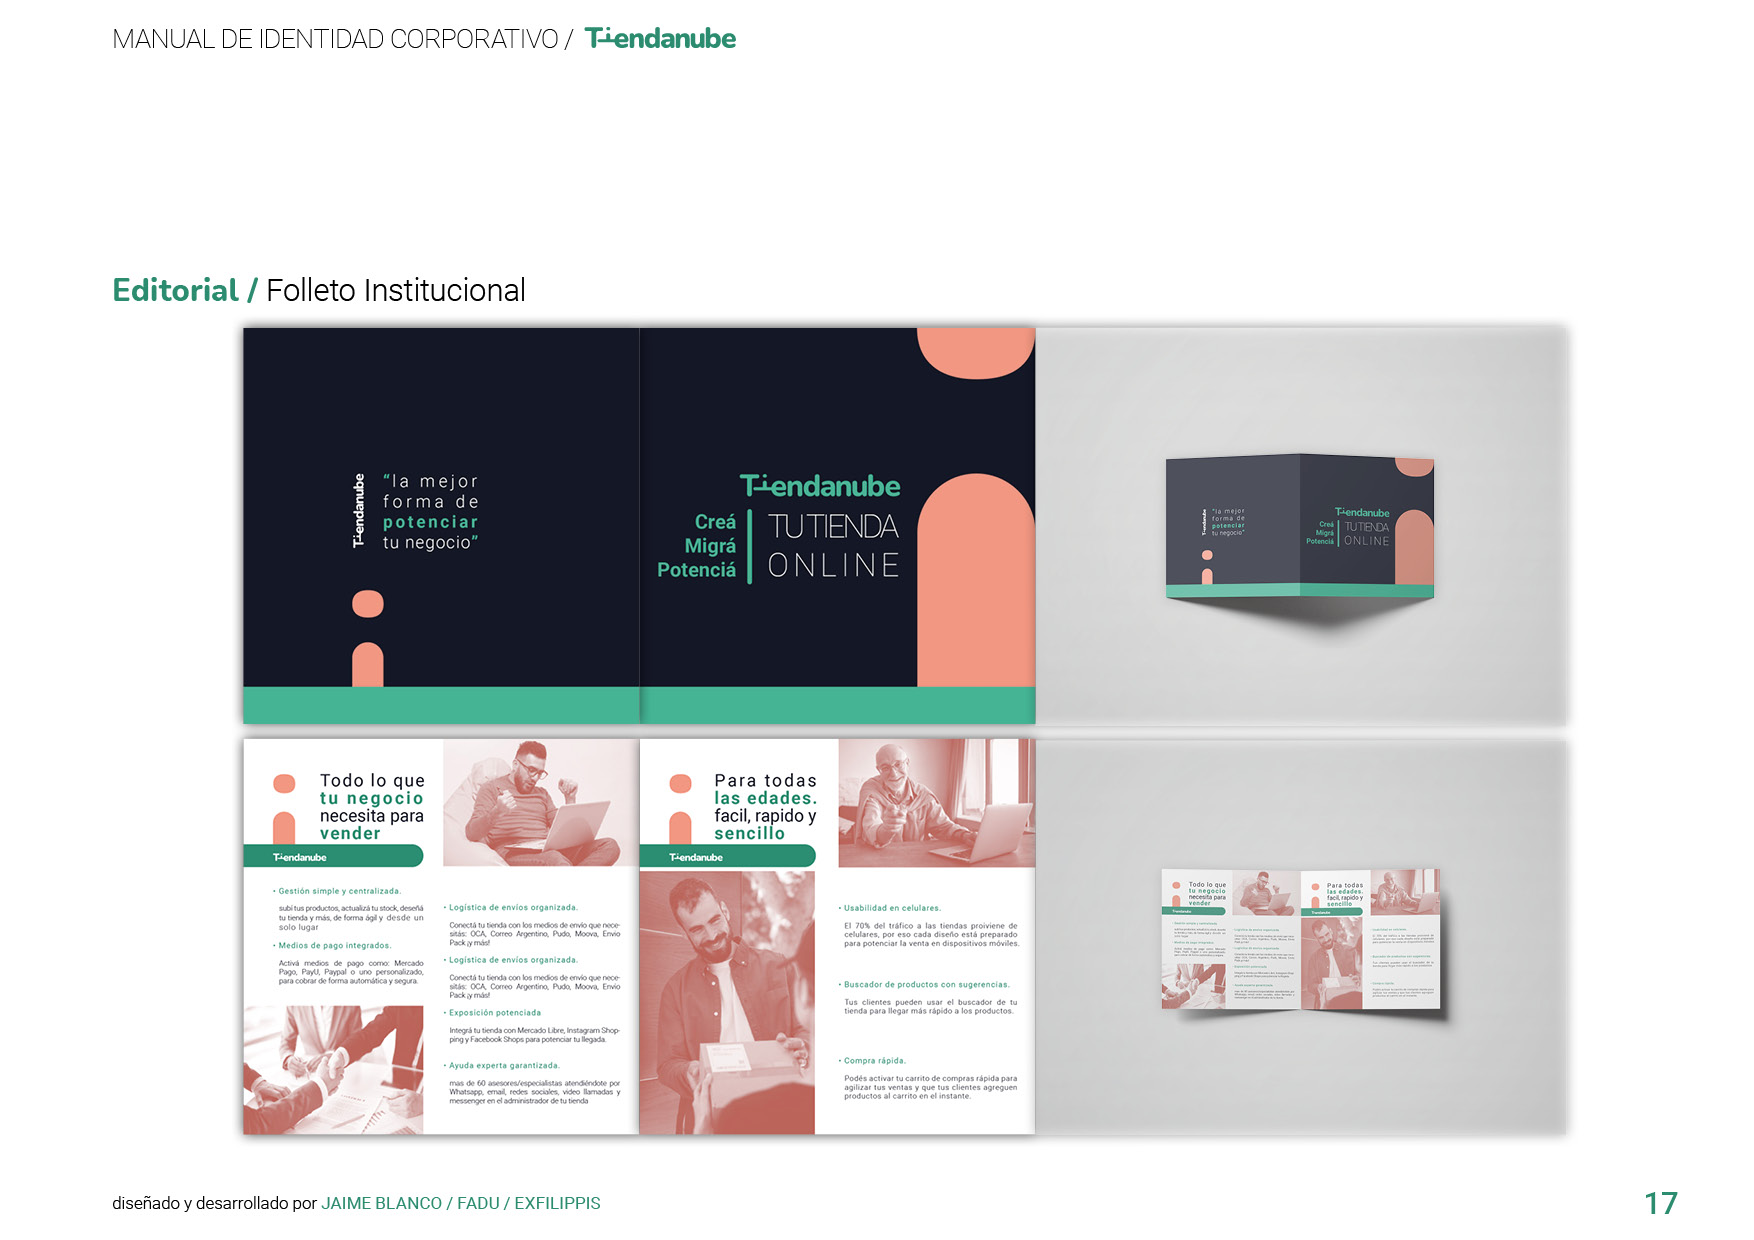 MANUAL DE IDENTIDAD CORPORATIVO / Tiendanube
Editorial / Folleto Institucional
Tiendanube
“la mejor
forma de
potenciar
tu negocio”
Tiendanube
Creá
Migrá
Potenciá
TU TIENDA
ONLINE
Tiendanube
“la mejor
forma de
potenciar
tu negocio”
Tiendanube
Creá
Migrá
Potenciá
TU TIENDA
ONLINE
Todo lo que
tu negocio
necesita para
vender
Tiendanube
• Gestión simple y centralizada.
subí tus productos, actualizá tu stock, deseñá
tu tienda y más, de forma ágil y desde un
solo lugar
• Medios de pago integrados.
Activá medios de pago como: Mercado
Pago, PayU, Paypal o uno personalizado,
para cobrar de forma automática y segura.
• Logística de envíos organizada.
Conectá tu tienda con los medios de envío que nece-
sitás: OCA, Correo Argentino, Pudo, Moova, Envio
Pack ¡y más!
• Logística de envíos organizada.
Conectá tu tienda con los medios de envío que nece-
sitás: OCA, Correo Argentino, Pudo, Moova, Envio
Pack ¡y más!
• Exposición potenciada
Integrá tu tienda con Mercado Libre, Instagram Shop-
ping y Facebook Shops para potenciar tu llegada.
• Ayuda experta garantizada.
mas de 60 asesores/especialistas atendiéndote por
Whatsapp, email, redes sociales, video llamadas y
messenger en el administrador de tu tienda
Para todas
las edades.
facil, rapido y
sencillo
Tiendanube
• Usabilidad en celulares.
El 70% del tráfico a las tiendas proviene de
celulares, por eso cada diseño está preparado
para potenciar la venta en dispositivos móviles.
• Buscador de productos con sugerencias.
Tus clientes pueden usar el buscador de tu
tienda para llegar más rápido a los productos.
• Compra rápida.
Podés activar tu carrito de compras rápida para
agilizar tus ventas y que tus clientes agreguen
productos al carrito en el instante.
Todo lo que
tu negocio
necesita para
vender
Tiendanube
Para todas
las edades.
facil, rapido y
sencillo
Tiendanube
diseñado y desarrollado por JAIME BLANCO / FADU / EXFILIPPIS
17